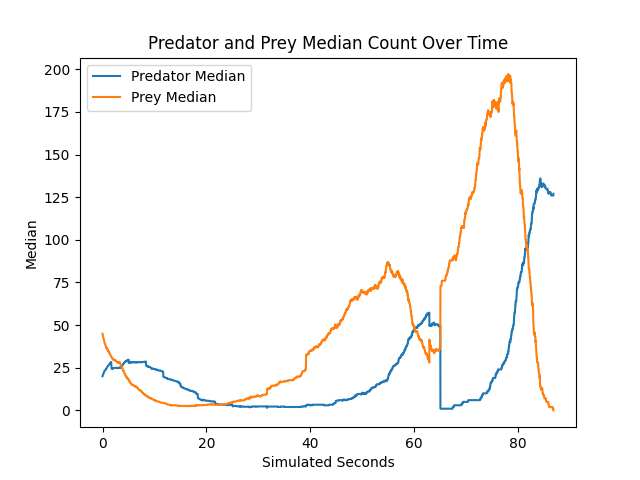 Predator and Prey Median Count Over Time
Predator Median
Prey Median
200
175
150
125
100
75
50
25
0
Median
0 20 40 60 80
Simulated Seconds